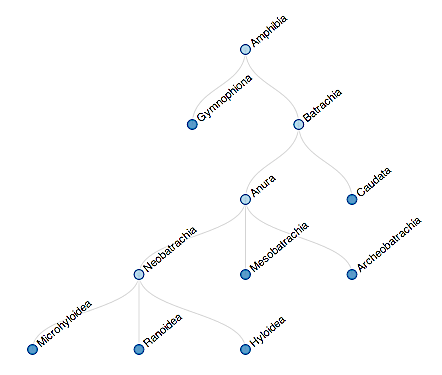 Amphibia
Gymnophiona
Batrachia
Anura
Caudata
Neobatrachia
Mesobatrachia
Archeobatrachia
Microhyloidea
Ranoidea
Hyloidea